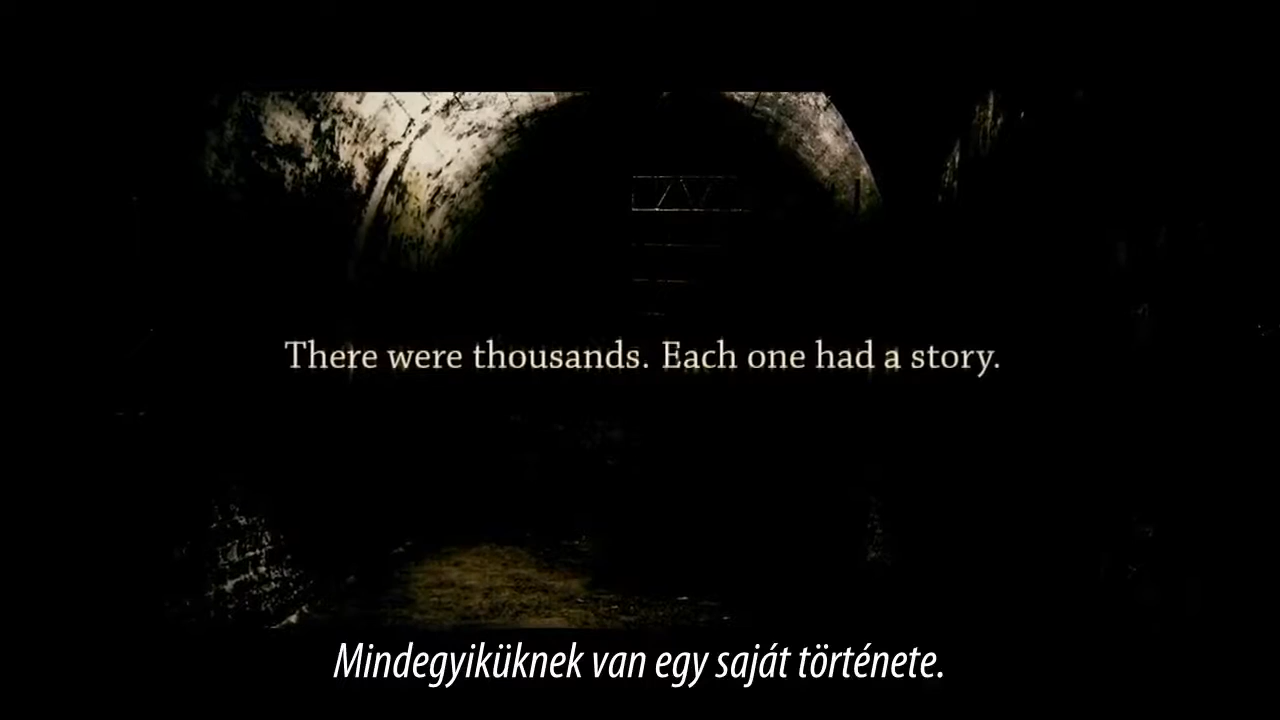 There were thousands. Each one had a story.
Mindegyiküknek van egy saját története.